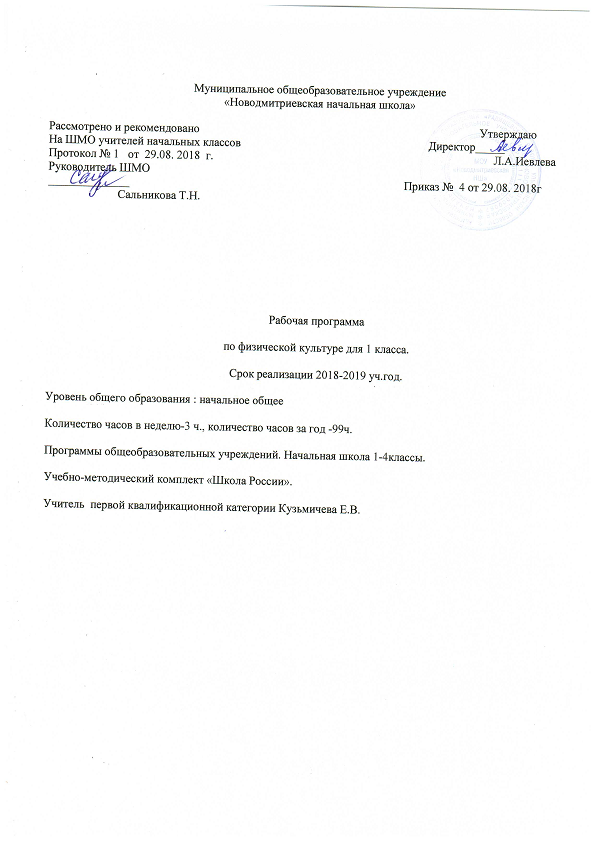 Муниципальное общеобразовательное учреждение
«Новодмитриевская начальная школа»
Рассмотрено и рекомендовано
На ШМО учителей начальных классов
Протокол № 1 от 29.08. 2018 г.
Руководитель ШМО
Сальникова Т.Н.
Утверждаю
Директор
Л.А.Иевлева
Приказ № 4 от 29.08. 2018г
Рабочая программа
по физической культуре для 1 класса.
Срок реализации 2018-2019 уч.год.
Уровень общего образования : начальное общее
Количество часов в неделю-3 ч., количество часов за год -99ч.
Программы общеобразовательных учреждений. Начальная школа 1-4классы.
Учебно-методический комплект «Школа России».
Учитель первой квалификационной категории Кузьмичева Е.В.